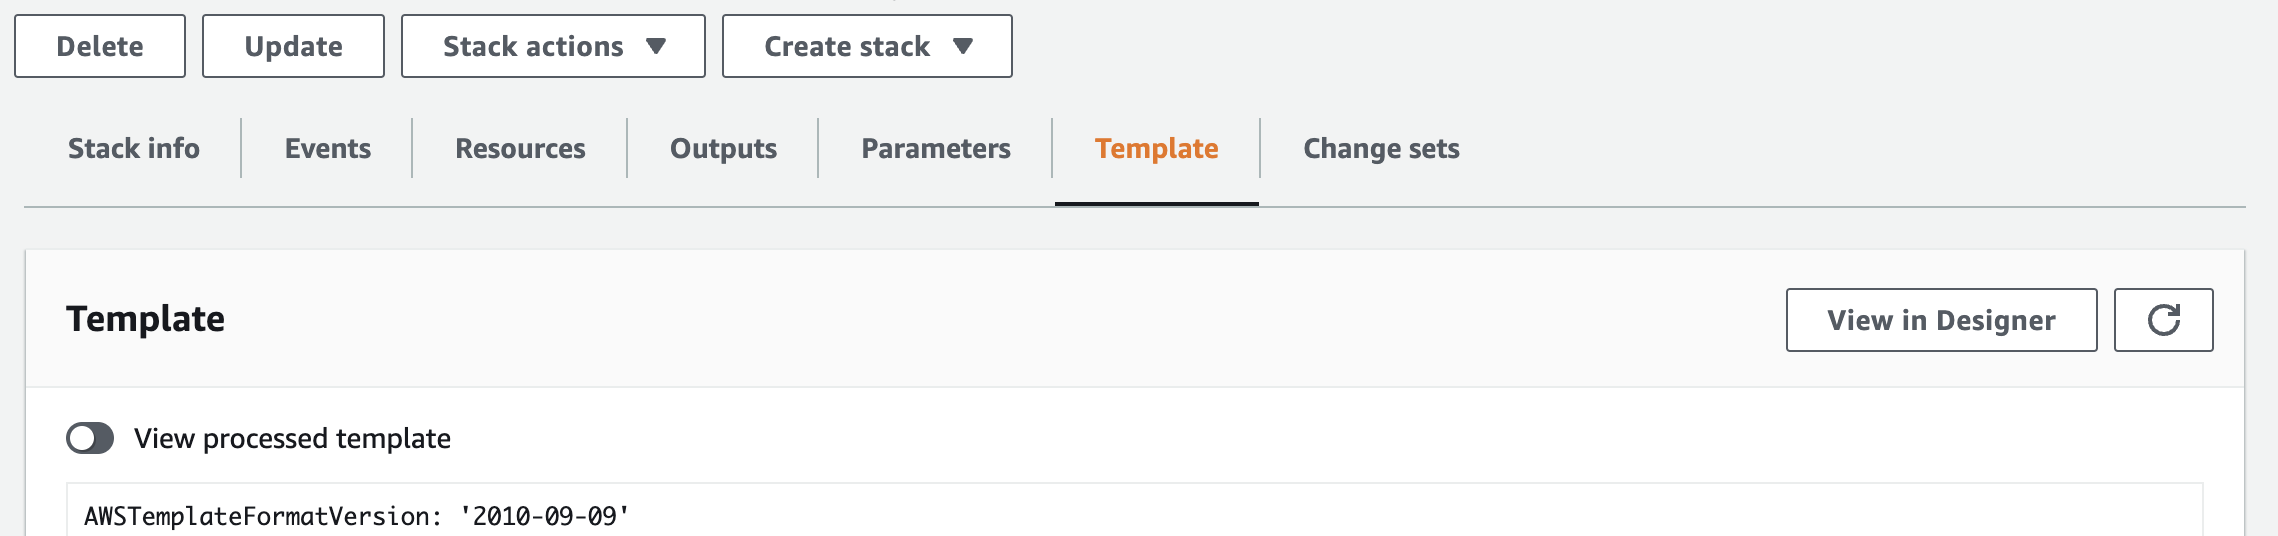 Delete Update Stack actions Create stack
Stack info Events Resources Outputs Parameters Template Change sets
Template View in Designer
View processed template
AWSTemplateFormatVersion: '2010-09-09'